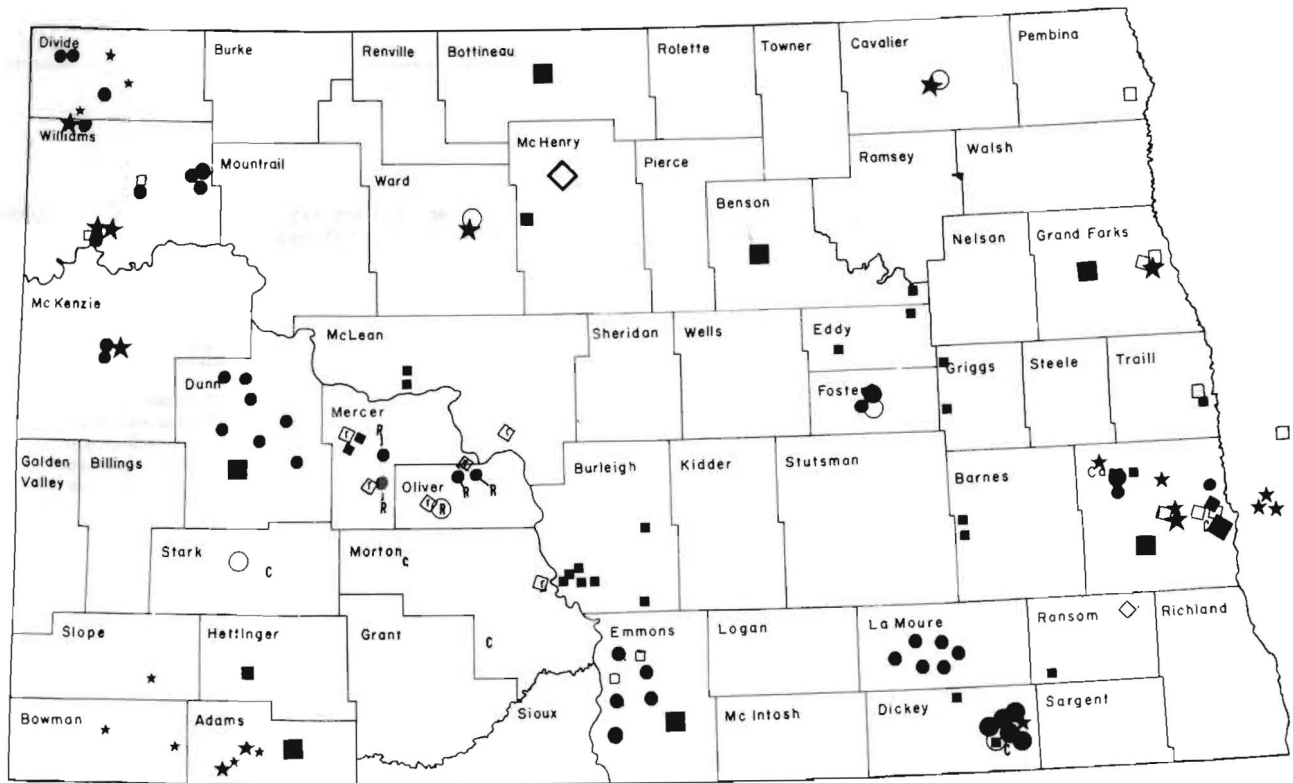 Divide
Burke
Renville
Bottineau
Rolette
Towner
Cavalier
Pembina
Williams
Mountrail
Ward
McHenry
Pierce
Ramsey
Walsh
Benson
Nelson
Grand Forks
McKenzie
McLean
Sheridan
Wells
Eddy
Dunn
Foster
Griggs
Steele
Traill
Mercer
R
Golden
Valley
Billings
Oliver
R
R
R
R
Burleigh
Kidder
Stutsman
Barnes
Stark
C
Morton
C
Slope
Hettinger
Grant
C
Emmons
Logan
La Moure
Ransom
Richland
Bowman
Adams
Sioux
McIntosh
Dickey
C
Sargent